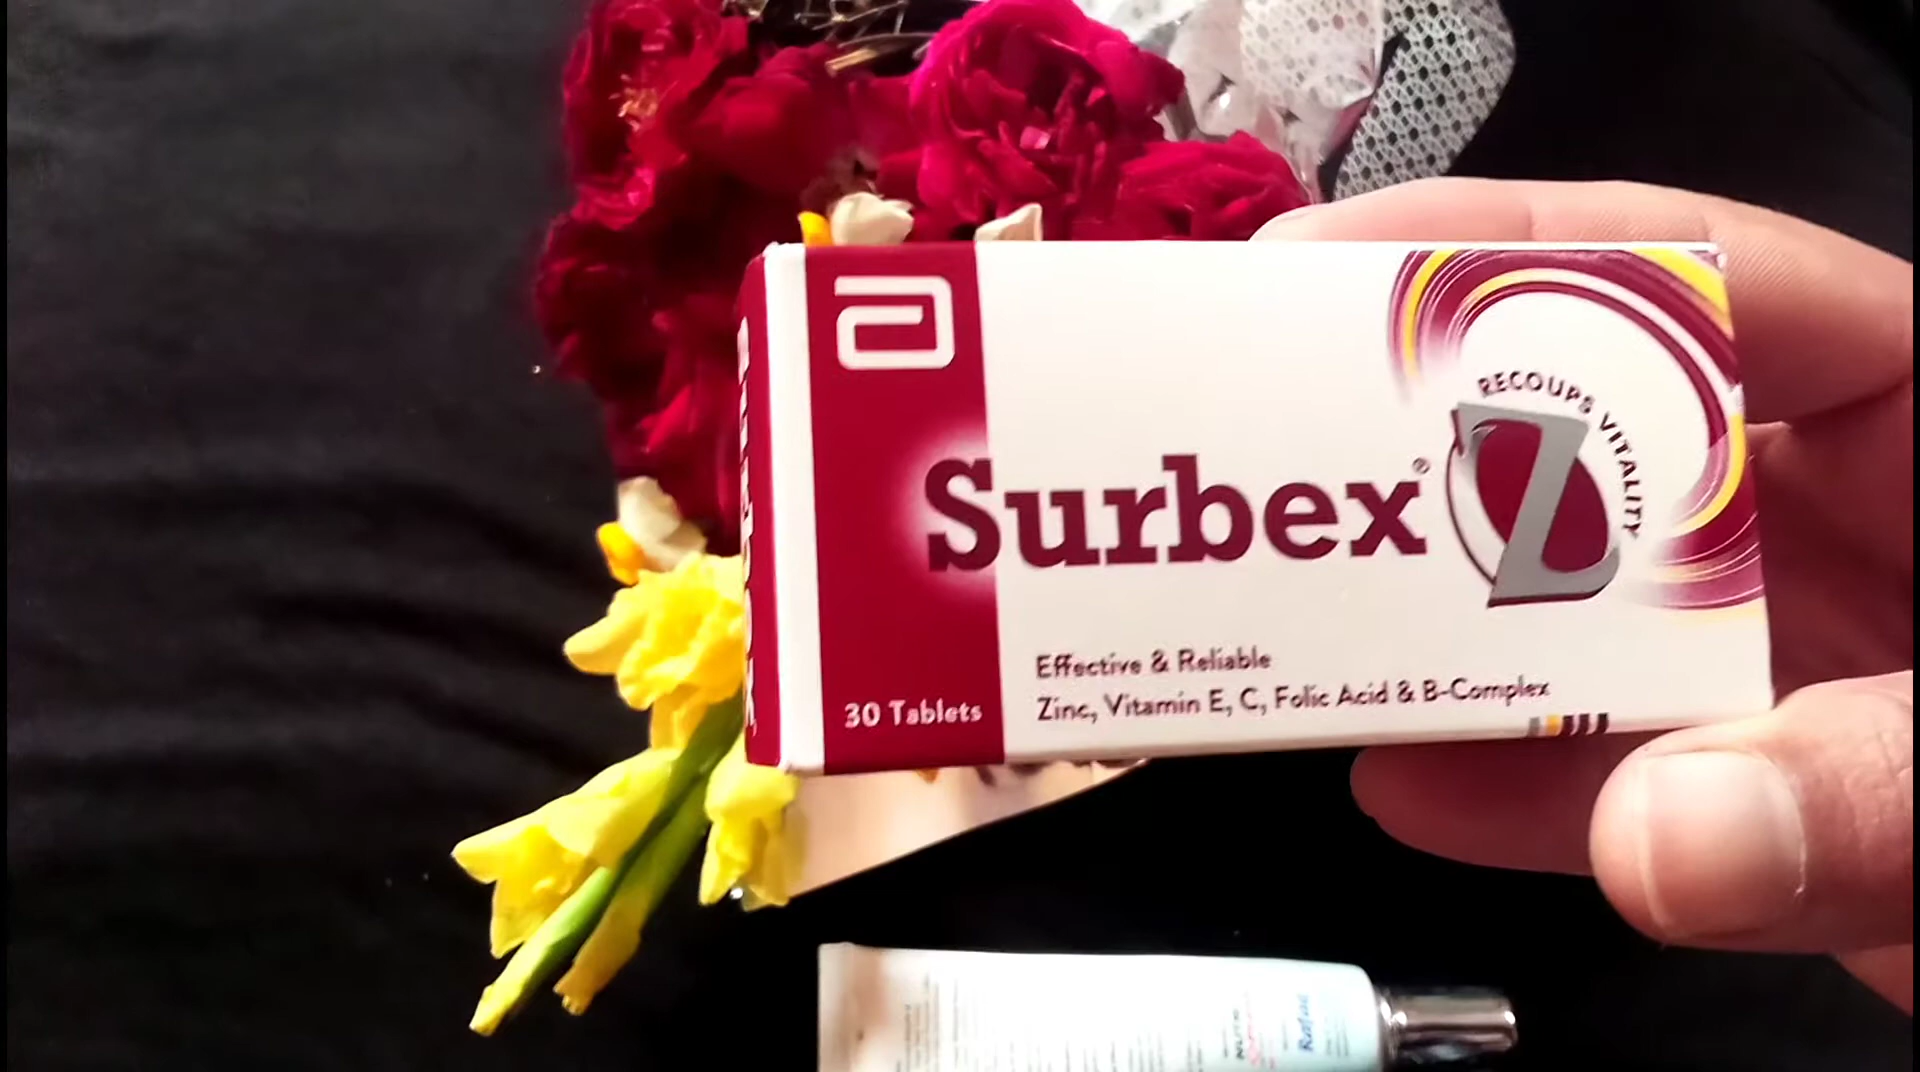 RECOUPS VITALITY
Surbex® Z
Effective & Reliable
Zinc, Vitamin E, C, Folic Acid & B-Complex
30 Tablets